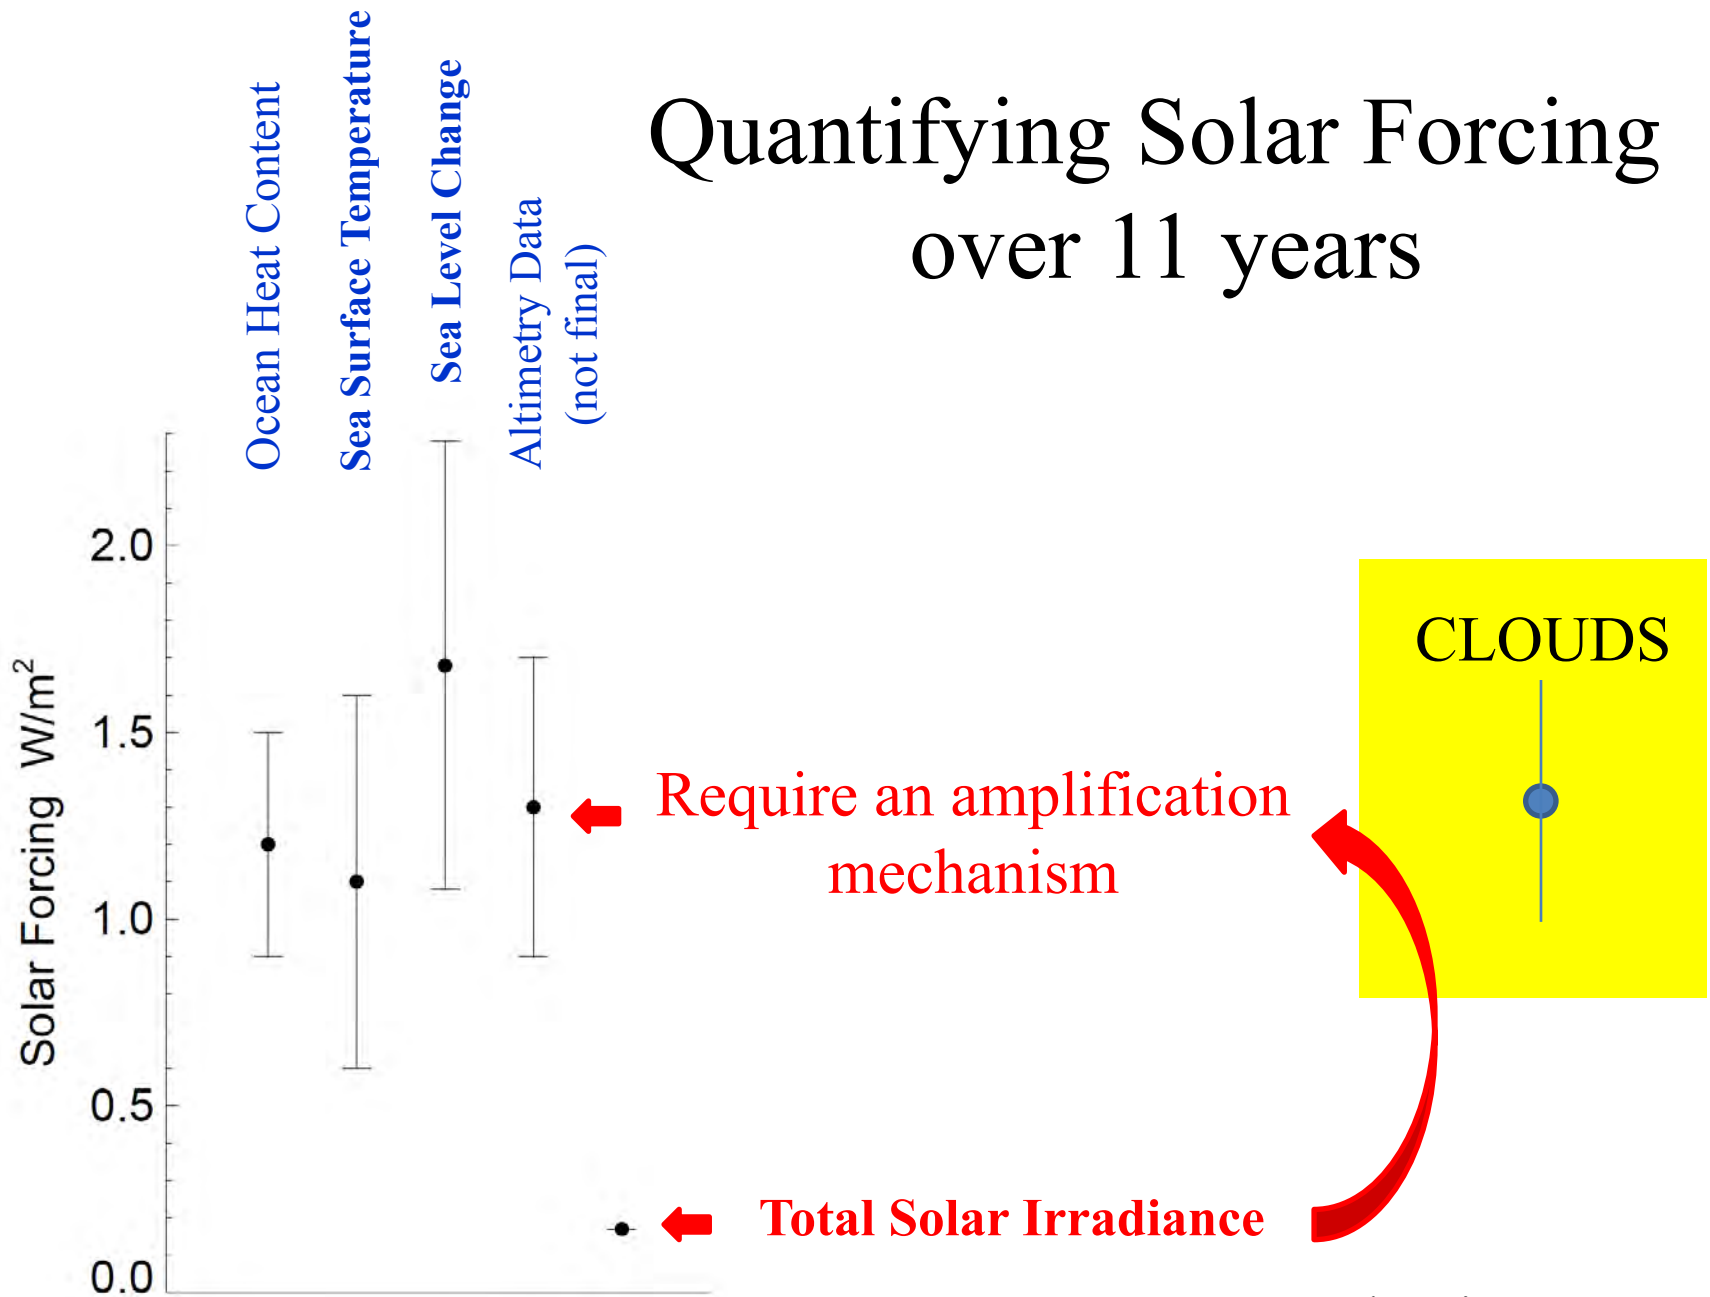 Quantifying Solar Forcing
over 11 years
Ocean Heat Content
Sea Surface Temperature
Sea Level Change
Altimetry Data
(not final)
Solar Forcing W/m²
2.0
1.5
1.0
0.5
0.0
CLOUDS
Require an amplification
mechanism
Total Solar Irradiance